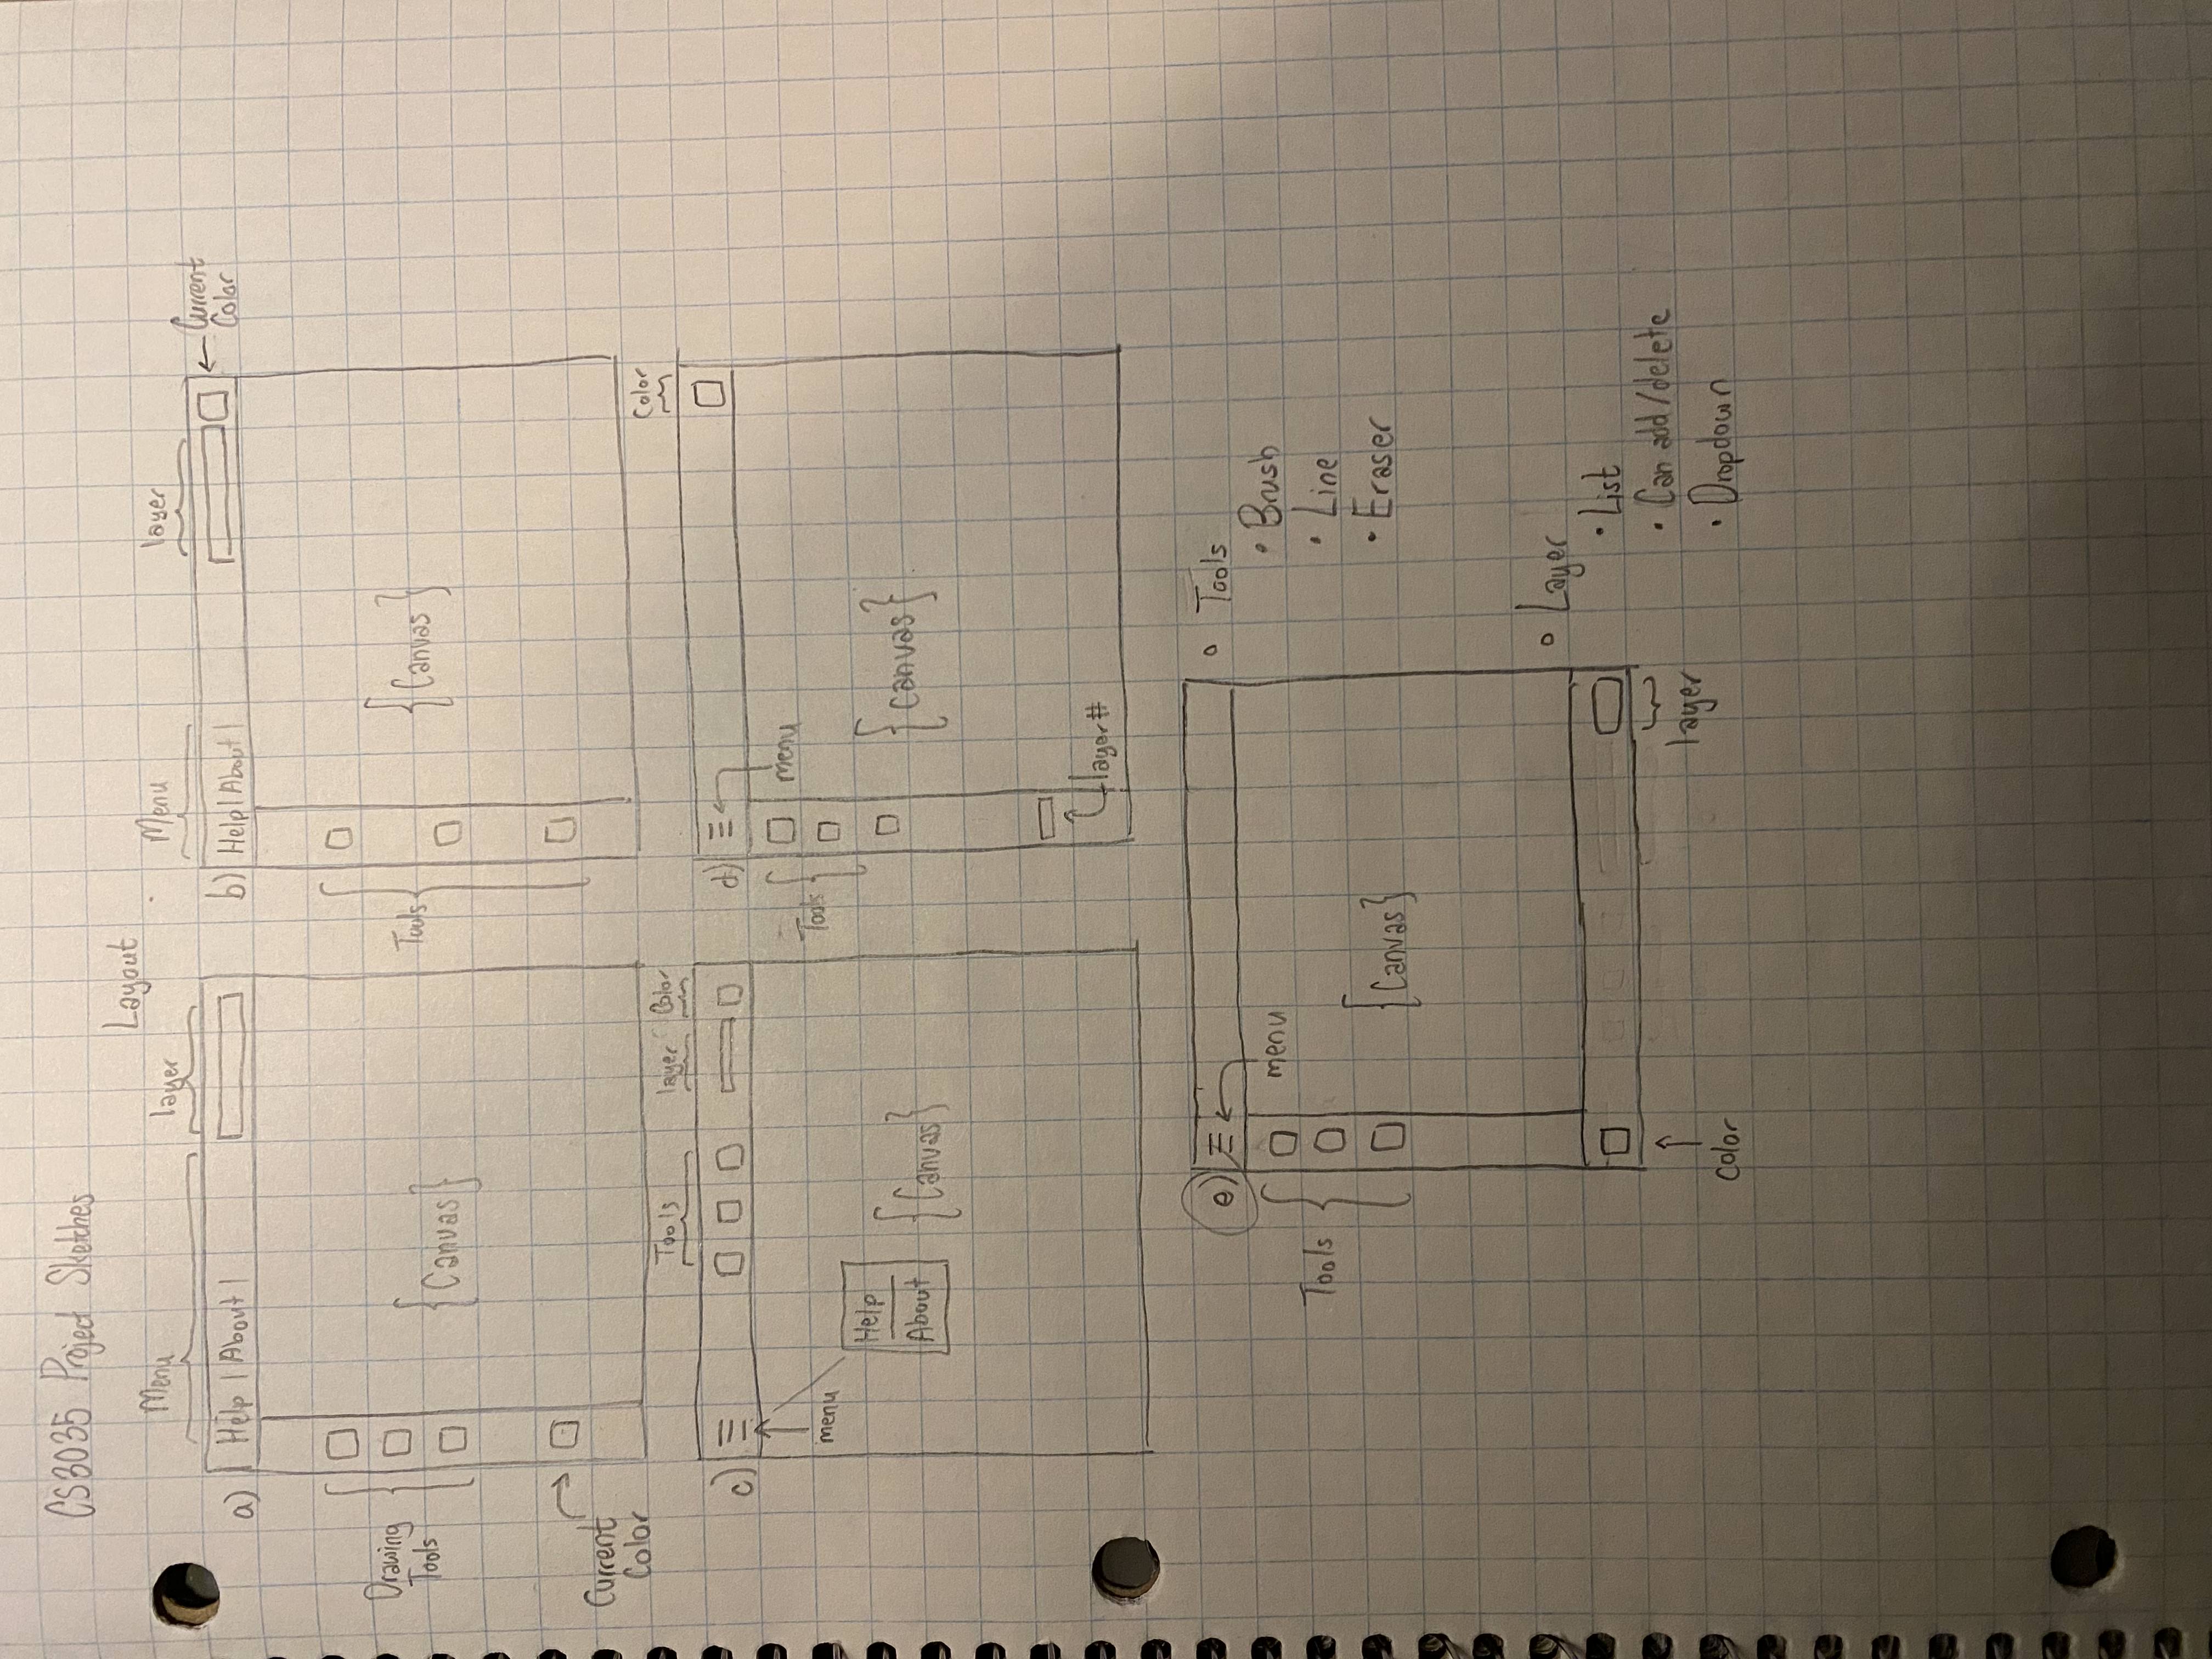 CS3035 Project Sketches
Layout
Menu
layer
a) Help | About |
Drawing
Tools
{Canvas}
Current
Color
Menu
layer
Current
Color
b) Help | About |
Tools
{Canvas}
Tools
layer
Color
c)
menu
Help
About
{Canvas}
Color
d)
menu
Tools
{Canvas}
layer#
e)
menu
Tools
{Canvas}
Color
layer
Tools
• Brush
• Line
• Eraser
Layer
• List
• Can add/delete
• Dropdown